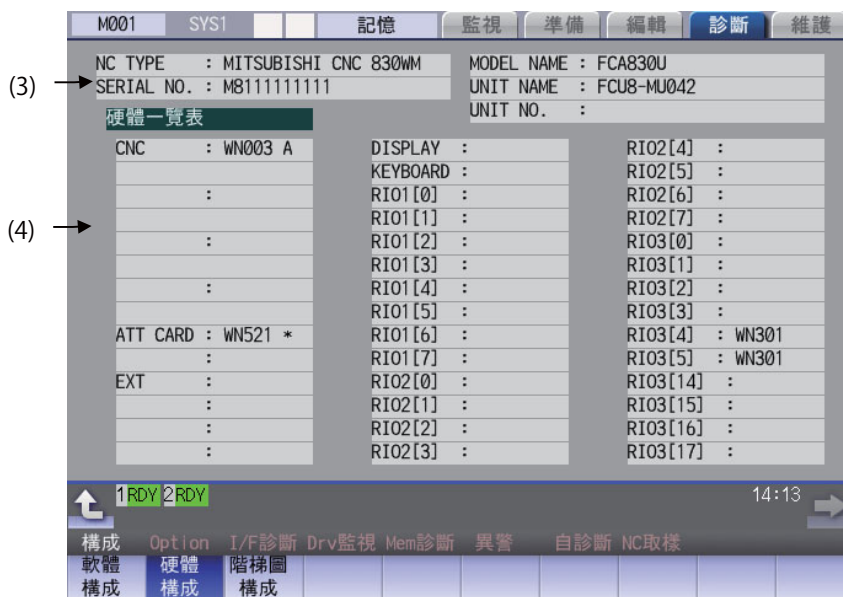 M001 SYS1 記憶 監視 準備 編輯 診斷 維護
NC TYPE : MITSUBISHI CNC 830WM MODEL NAME : FCA830U
(3) SERIAL NO. : M8111111111 UNIT NAME : FCU8-MU042
UNIT NO. :
硬體一覽表
CNC : WN003 A DISPLAY : RIO2[4] :
KEYBOARD : RIO2[5] :
: RIO1[0] : RIO2[6] :
RIO1[1] : RIO2[7] :
(4) : RIO1[2] : RIO3[0] :
RIO1[3] : RIO3[1] :
: RIO1[4] : RIO3[2] :
RIO1[5] : RIO3[3] :
ATT CARD : WN521 * RIO1[6] : RIO3[4] : WN301
: RIO1[7] : RIO3[5] : WN301
EXT : RIO2[0] : RIO3[14] :
: RIO2[1] : RIO3[15] :
: RIO2[2] : RIO3[16] :
: RIO2[3] : RIO3[17] :
1 RDY 2 RDY 14:13
構成 Option I/F診斷 Drv監視 Mem診斷 異警 自診斷 NC取樣
軟體 硬體 階梯圖
構成 構成 構成